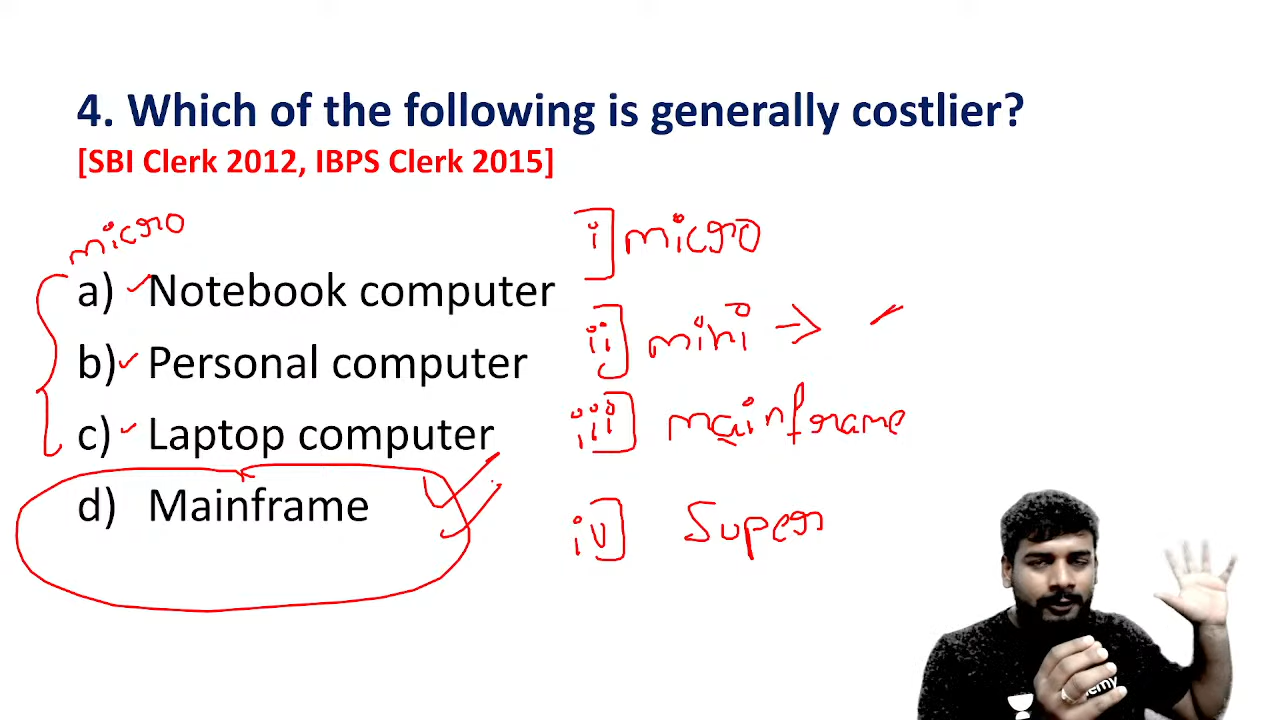 4. Which of the following is generally costlier?
[SBI Clerk 2012, IBPS Clerk 2015]
micro
a) Notebook computer
b) Personal computer
c) Laptop computer
d) Mainframe
i] micro
ii] mini →
iii] mainframe
iv] Super
emy